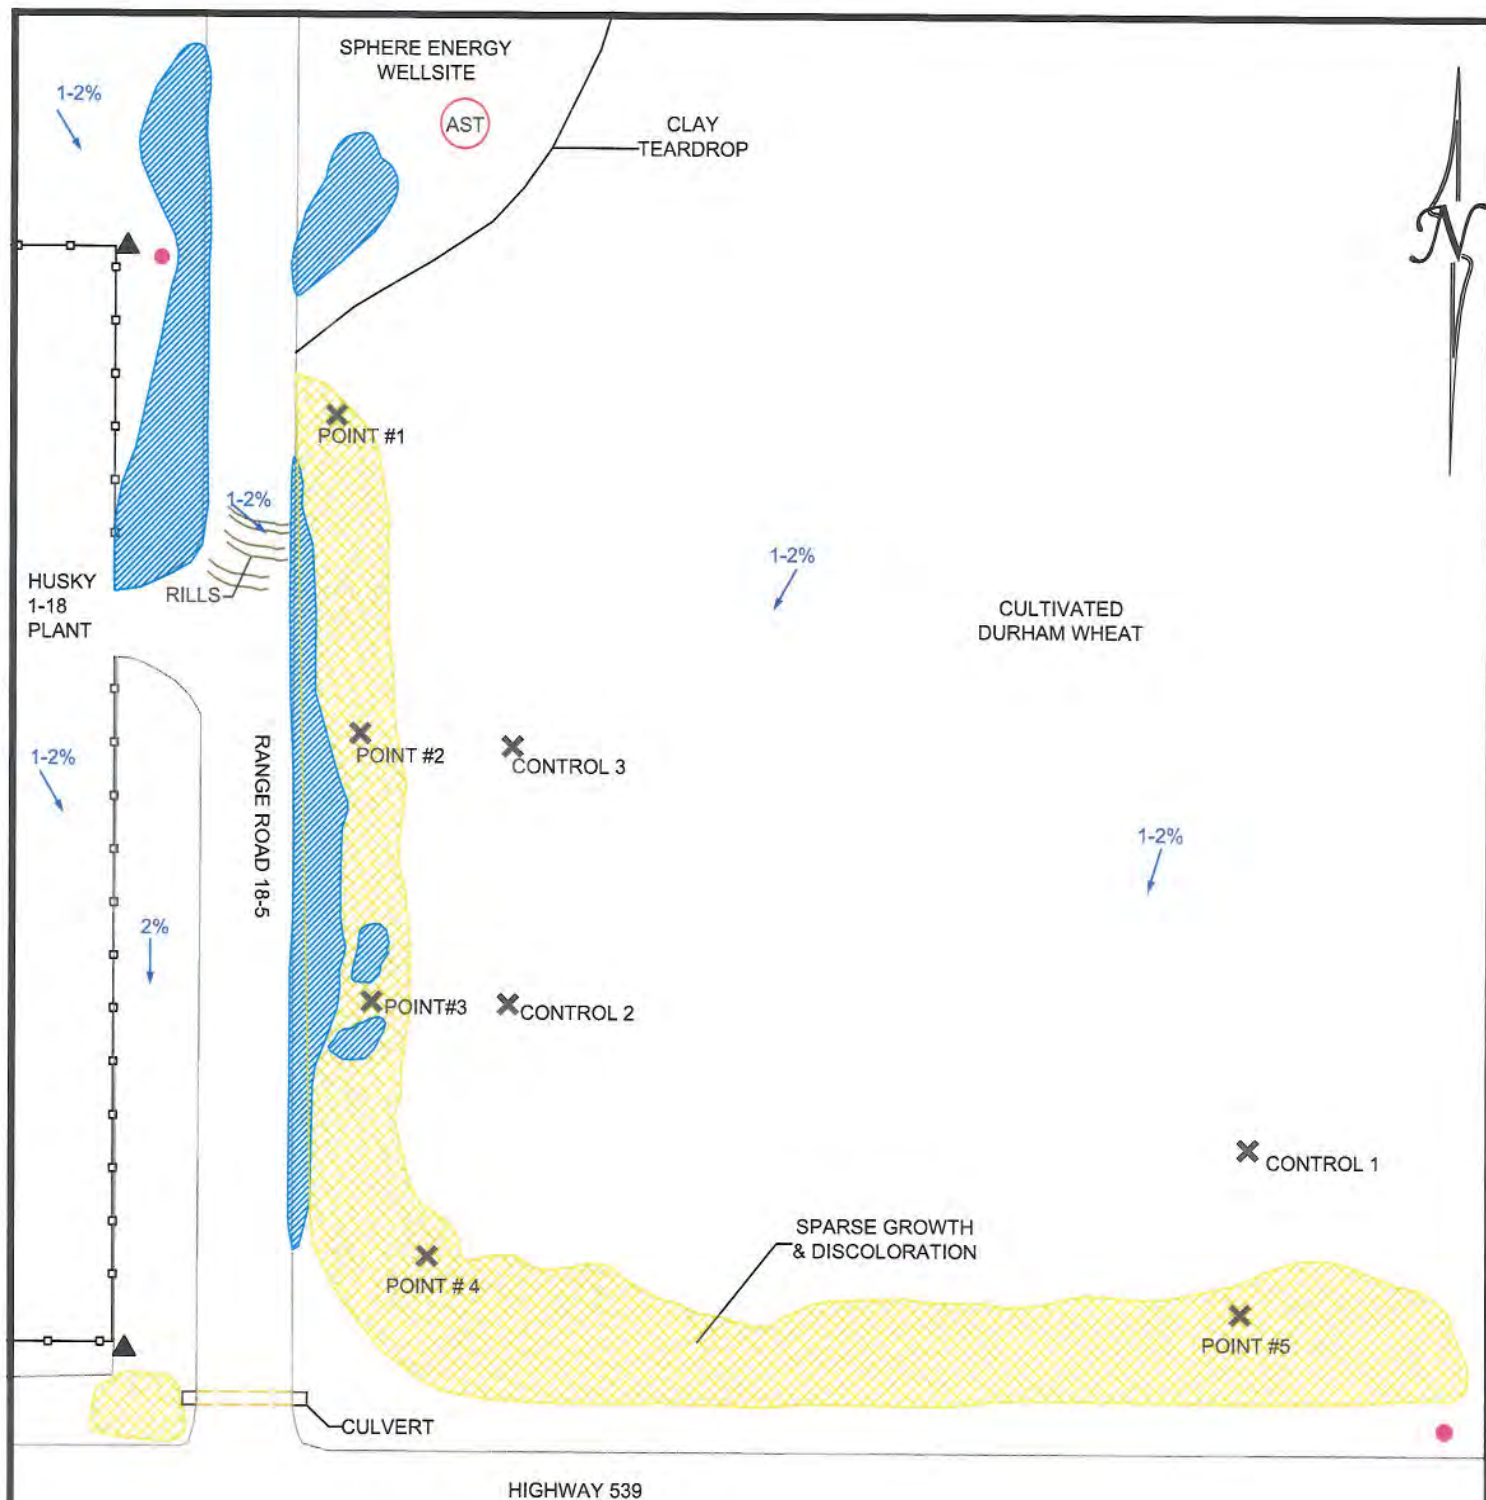 SPHERE ENERGY
WELLSITE
1-2%
AST
CLAY
TEARDROP
N
POINT #1
1-2%
1-2%
HUSKY
1-18
PLANT
RILLS
CULTIVATED
DURHAM WHEAT
RANGE ROAD 18-5
POINT #2
CONTROL 3
1-2%
1-2%
2%
POINT#3
CONTROL 2
CONTROL 1
SPARSE GROWTH
& DISCOLORATION
POINT # 4
POINT #5
CULVERT
HIGHWAY 539